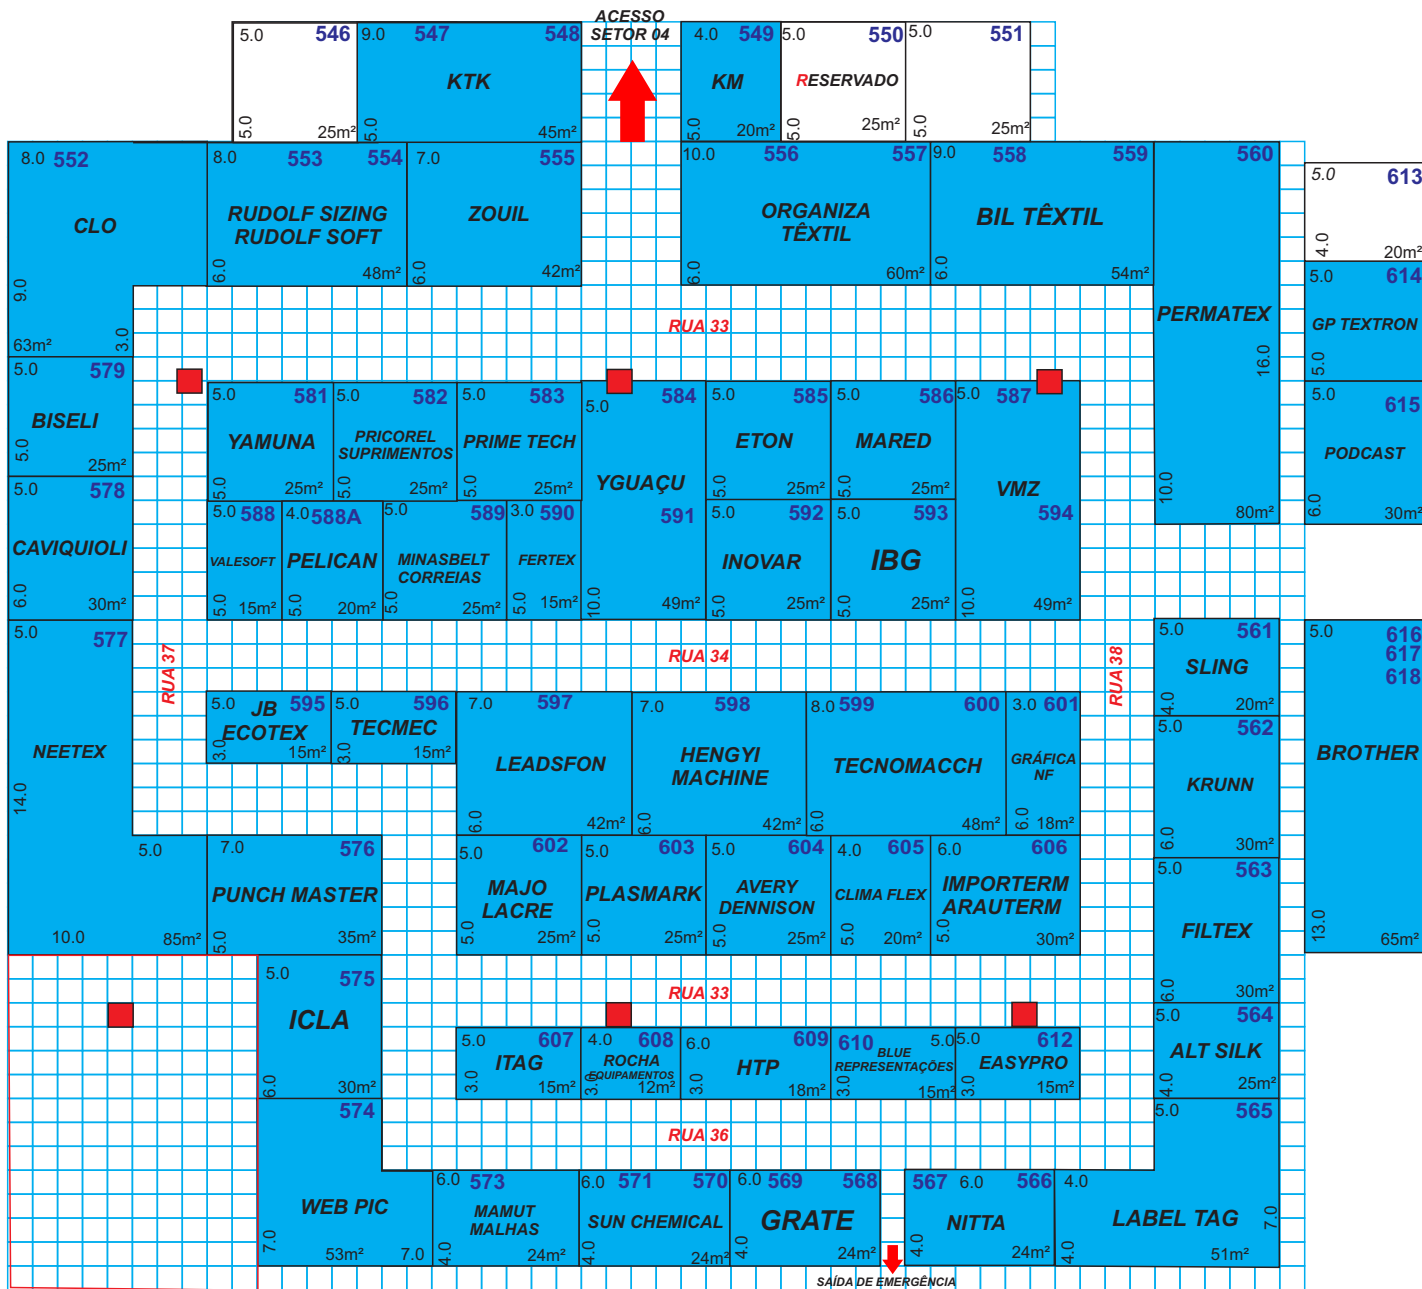 ACESSO
SETOR 04
5.0 546
5.0 25m²
9.0 547 548
KTK
5.0 45m²
4.0 549
KM
5.0 20m²
5.0 550
RESERVADO
5.0 25m²
5.0 551
5.0 25m²
8.0 552
CLO
9.0
63m² 3.0
8.0 553 554
RUDOLF SIZING
RUDOLF SOFT
6.0 48m²
7.0 555
ZOUIL
6.0 42m²
10.0 556 557
ORGANIZA
TÊXTIL
6.0 60m²
9.0 558 559
BIL TÊXTIL
6.0 54m²
560
PERMATEX
16.0
10.0
80m²
5.0 613
4.0 20m²
5.0 614
GP TEXTRON
5.0
5.0 615
PODCAST
6.0 30m²
RUA 33
5.0 579
BISELI
5.0 25m²
5.0 578
CAVIQUIOLI
6.0 30m²
5.0 581
YAMUNA
5.0 25m²
5.0 582
PRICOREL
SUPRIMENTOS
5.0 25m²
5.0 583
PRIME TECH
5.0 25m²
5.0 584
YGUAÇU
591
10.0 49m²
5.0 585
ETON
5.0 25m²
5.0 586
MARED
5.0 25m²
5.0 587
VMZ
594
10.0 49m²
5.0 588
VALESOFT
5.0 15m²
4.0 588A
PELICAN
5.0 20m²
5.0 589
MINASBELT
CORREIAS
5.0 25m²
3.0 590
FERTEX
5.0 15m²
5.0 592
INOVAR
5.0 25m²
5.0 593
IBG
5.0 25m²
RUA 37
RUA 34
RUA 38
5.0 577
NEETEX
14.0
5.0
10.0 85m²
5.0 561
SLING
4.0 20m²
5.0 616
617
618
BROTHER
13.0 65m²
5.0 595
JB
ECOTEX
3.0 15m²
5.0 596
TECMEC
3.0 15m²
7.0 597
LEADSFON
6.0 42m²
7.0 598
HENGYI
MACHINE
6.0 42m²
8.0 599 600
TECNOMACCH
6.0 48m²
3.0 601
GRÁFICA
NF
6.0 18m²
5.0 562
KRUNN
6.0 30m²
7.0 576
PUNCH MASTER
5.0 35m²
5.0 602
MAJO
LACRE
5.0 25m²
5.0 603
PLASMARK
5.0 25m²
5.0 604
AVERY
DENNISON
5.0 25m²
4.0 605
CLIMA FLEX
5.0 20m²
6.0 606
IMPORTERM
ARAUTERM
5.0 30m²
5.0 563
FILTEX
6.0 30m²
5.0 575
ICLA
6.0 30m²
RUA 33
5.0 564
ALT SILK
4.0 25m²
5.0 607
ITAG
3.0 15m²
4.0 608
ROCHA
EQUIPAMENTOS
3.0 12m²
6.0 609
HTP
3.0 18m²
610 5.0
BLUE
REPRESENTAÇÕES
3.0 15m²
5.0 612
EASYPRO
3.0 15m²
RUA 36
574
WEB PIC
7.0 53m² 7.0
6.0 573
MAMUT
MALHAS
4.0 24m²
6.0 571 570
SUN CHEMICAL
4.0 24m²
6.0 569 568
GRATE
4.0 24m²
567 6.0 566
NITTA
4.0 24m²
5.0 565
4.0
LABEL TAG
7.0
4.0 51m²
SAÍDA DE EMERGÊNCIA